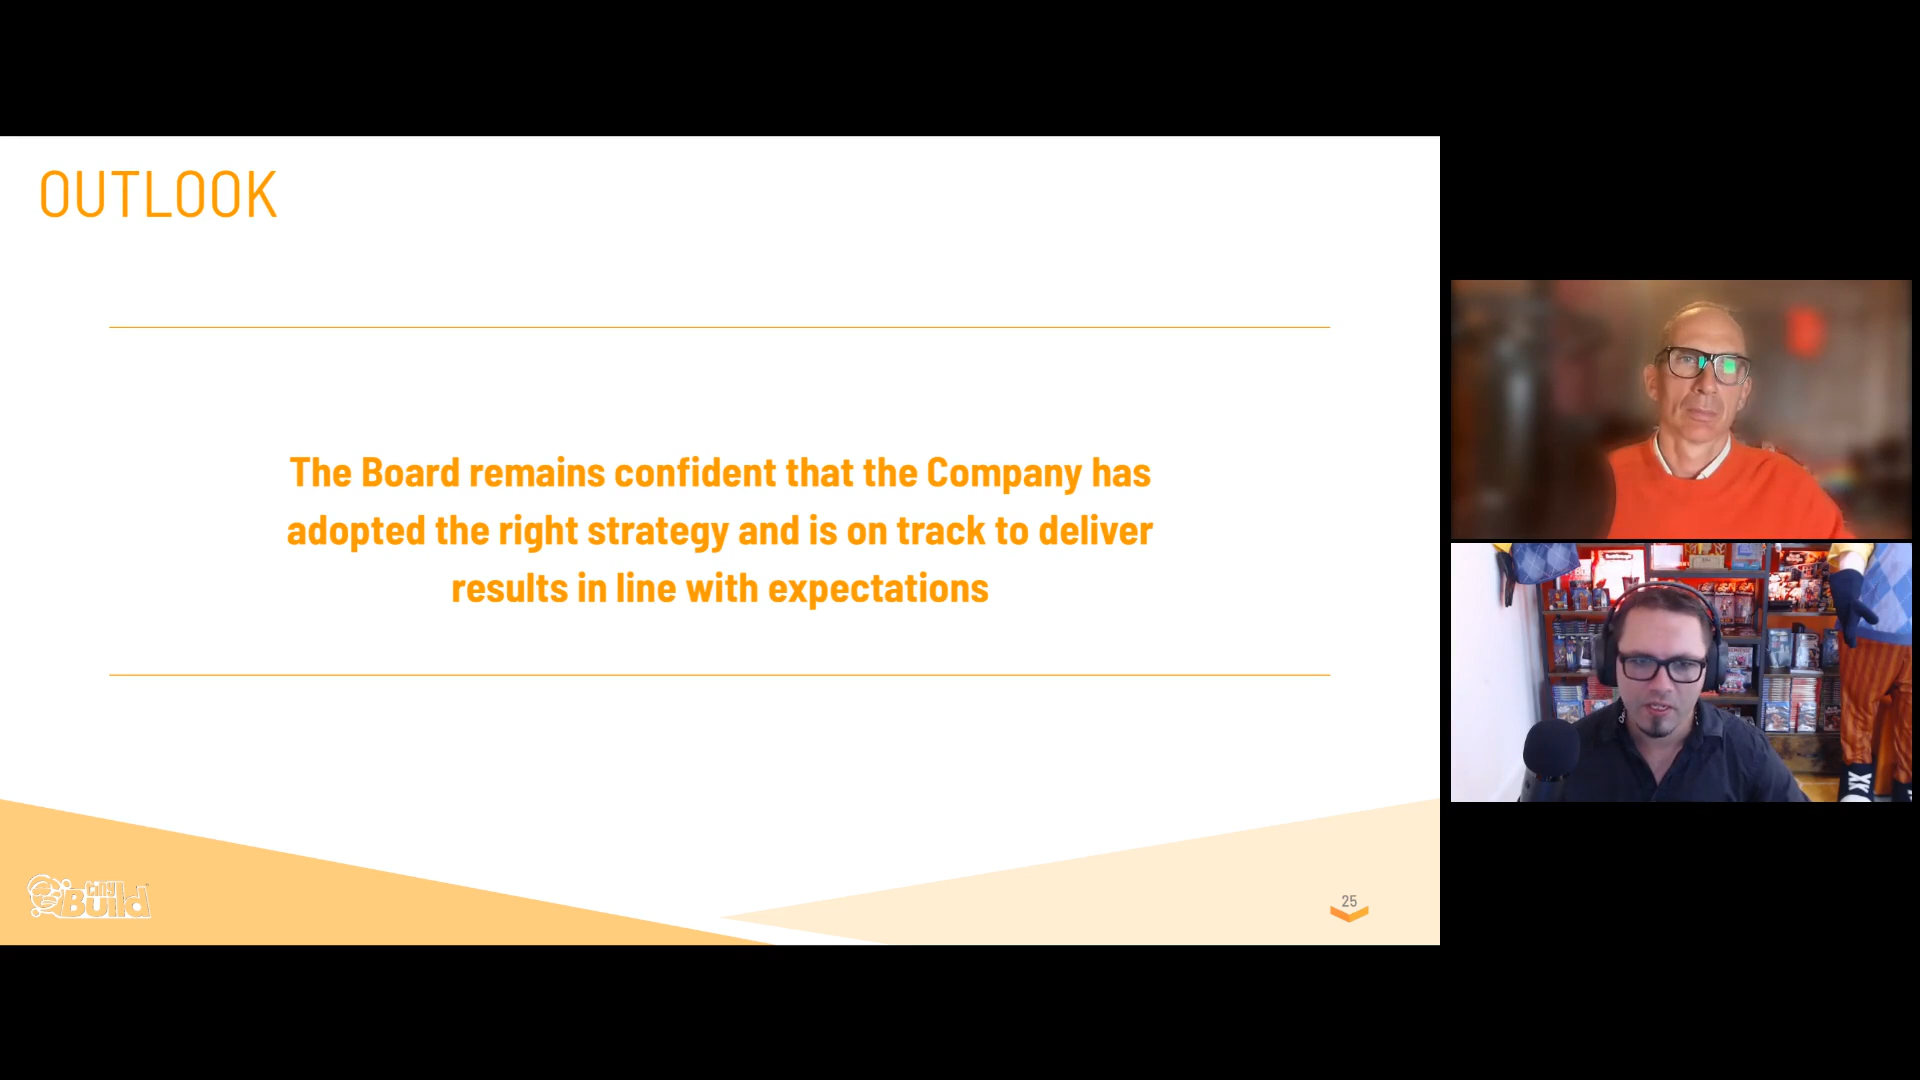 OUTLOOK
The Board remains confident that the Company has
adopted the right strategy and is on track to deliver
results in line with expectations
tiny
Build
25